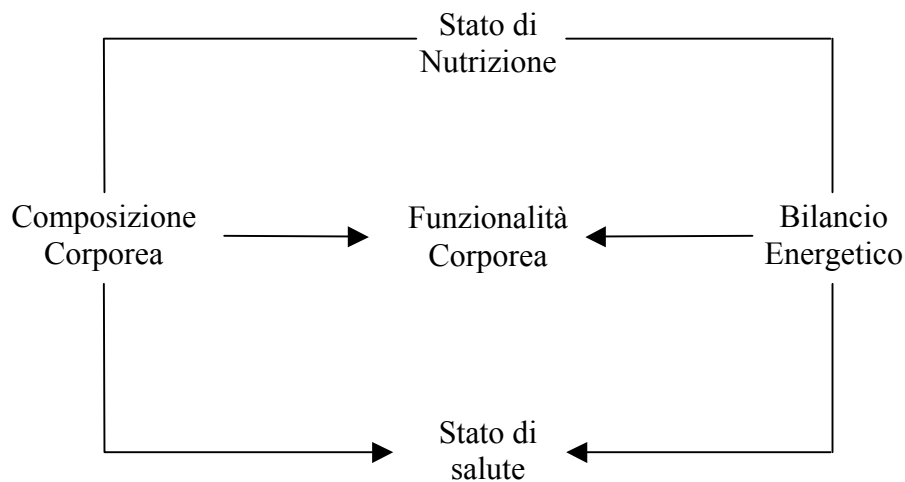 Stato di
Nutrizione
Composizione
Corporea
Funzionalità
Corporea
Bilancio
Energetico
Stato di
salute